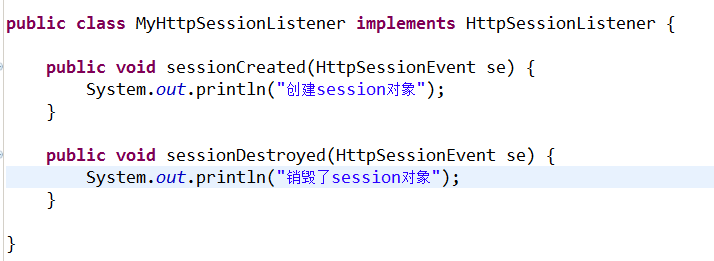 public class MyHttpSessionListener implements HttpSessionListener {
public void sessionCreated(HttpSessionEvent se) {
System.out.println("创建session对象");
}
public void sessionDestroyed(HttpSessionEvent se) {
System.out.println("销毁了session对象");
}
}